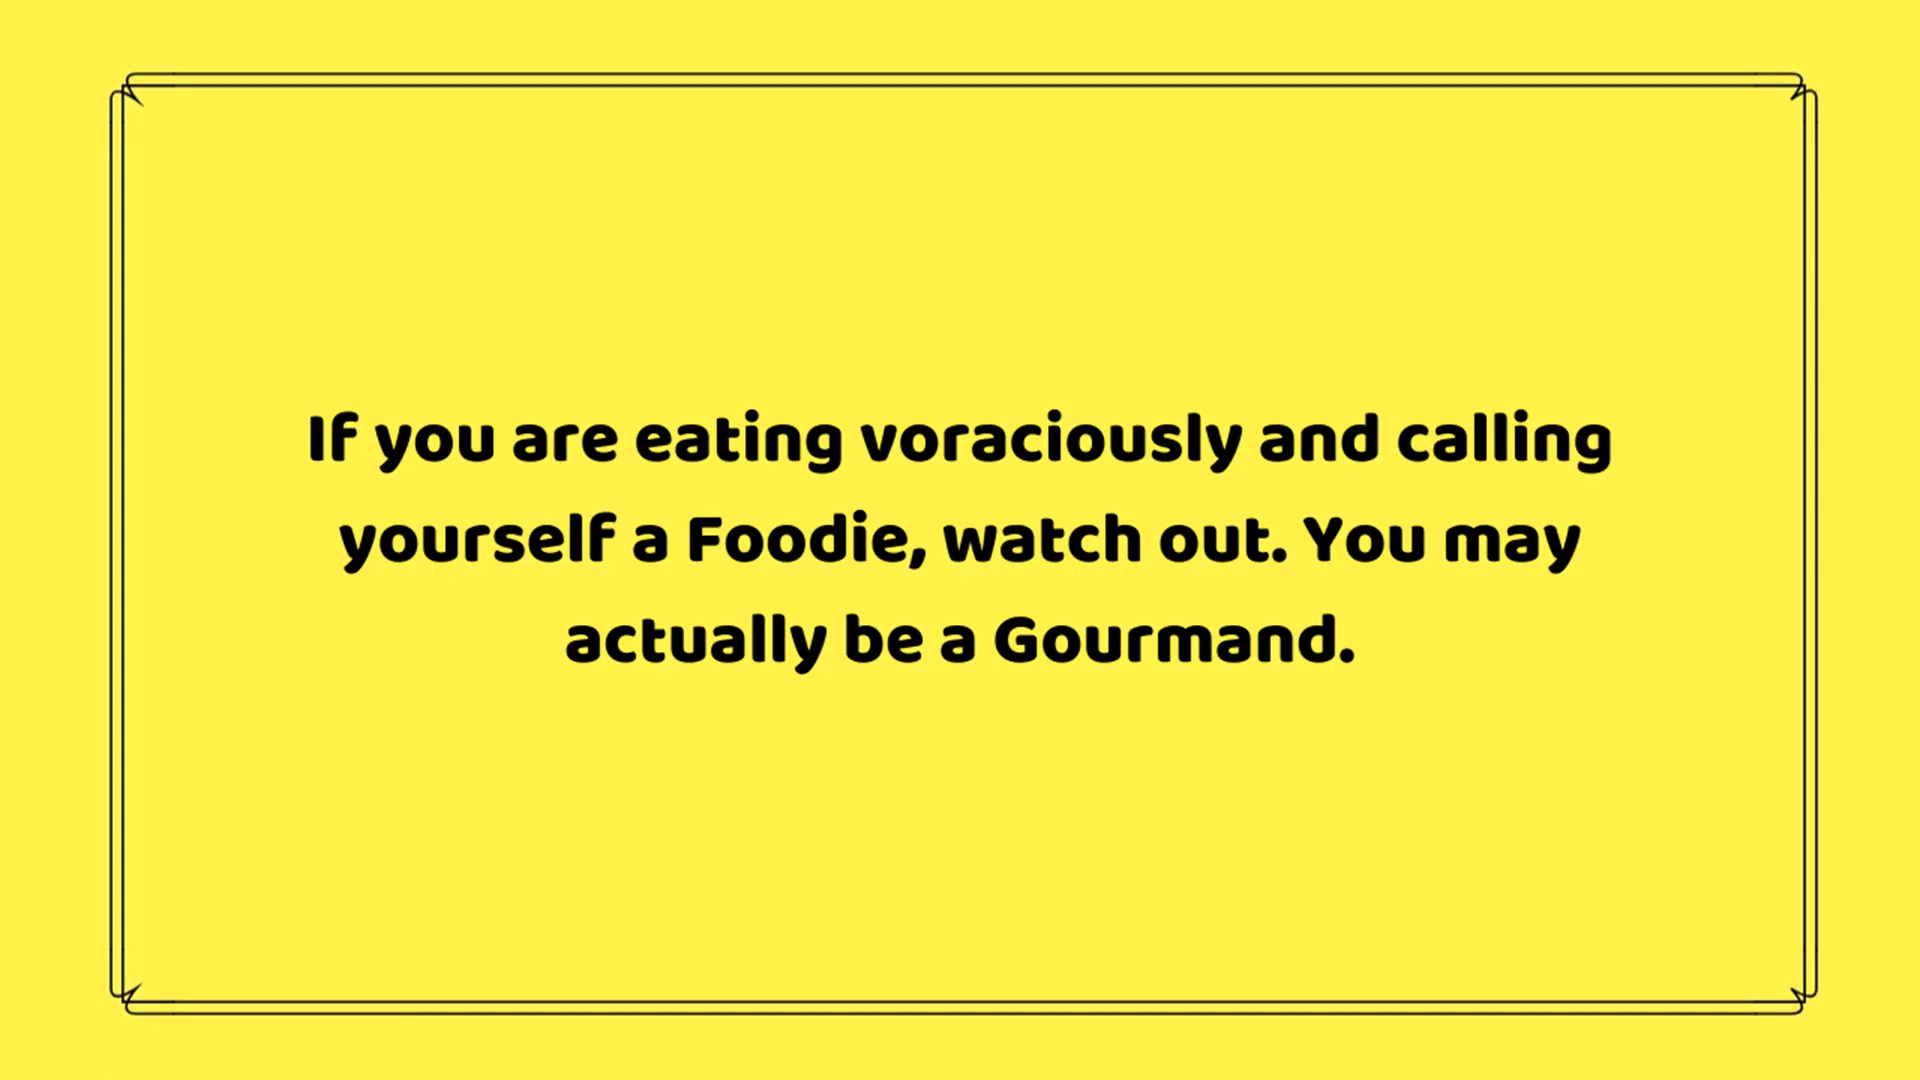 If you are eating voraciously and calling
yourself a Foodie, watch out. You may
actually be a Gourmand.